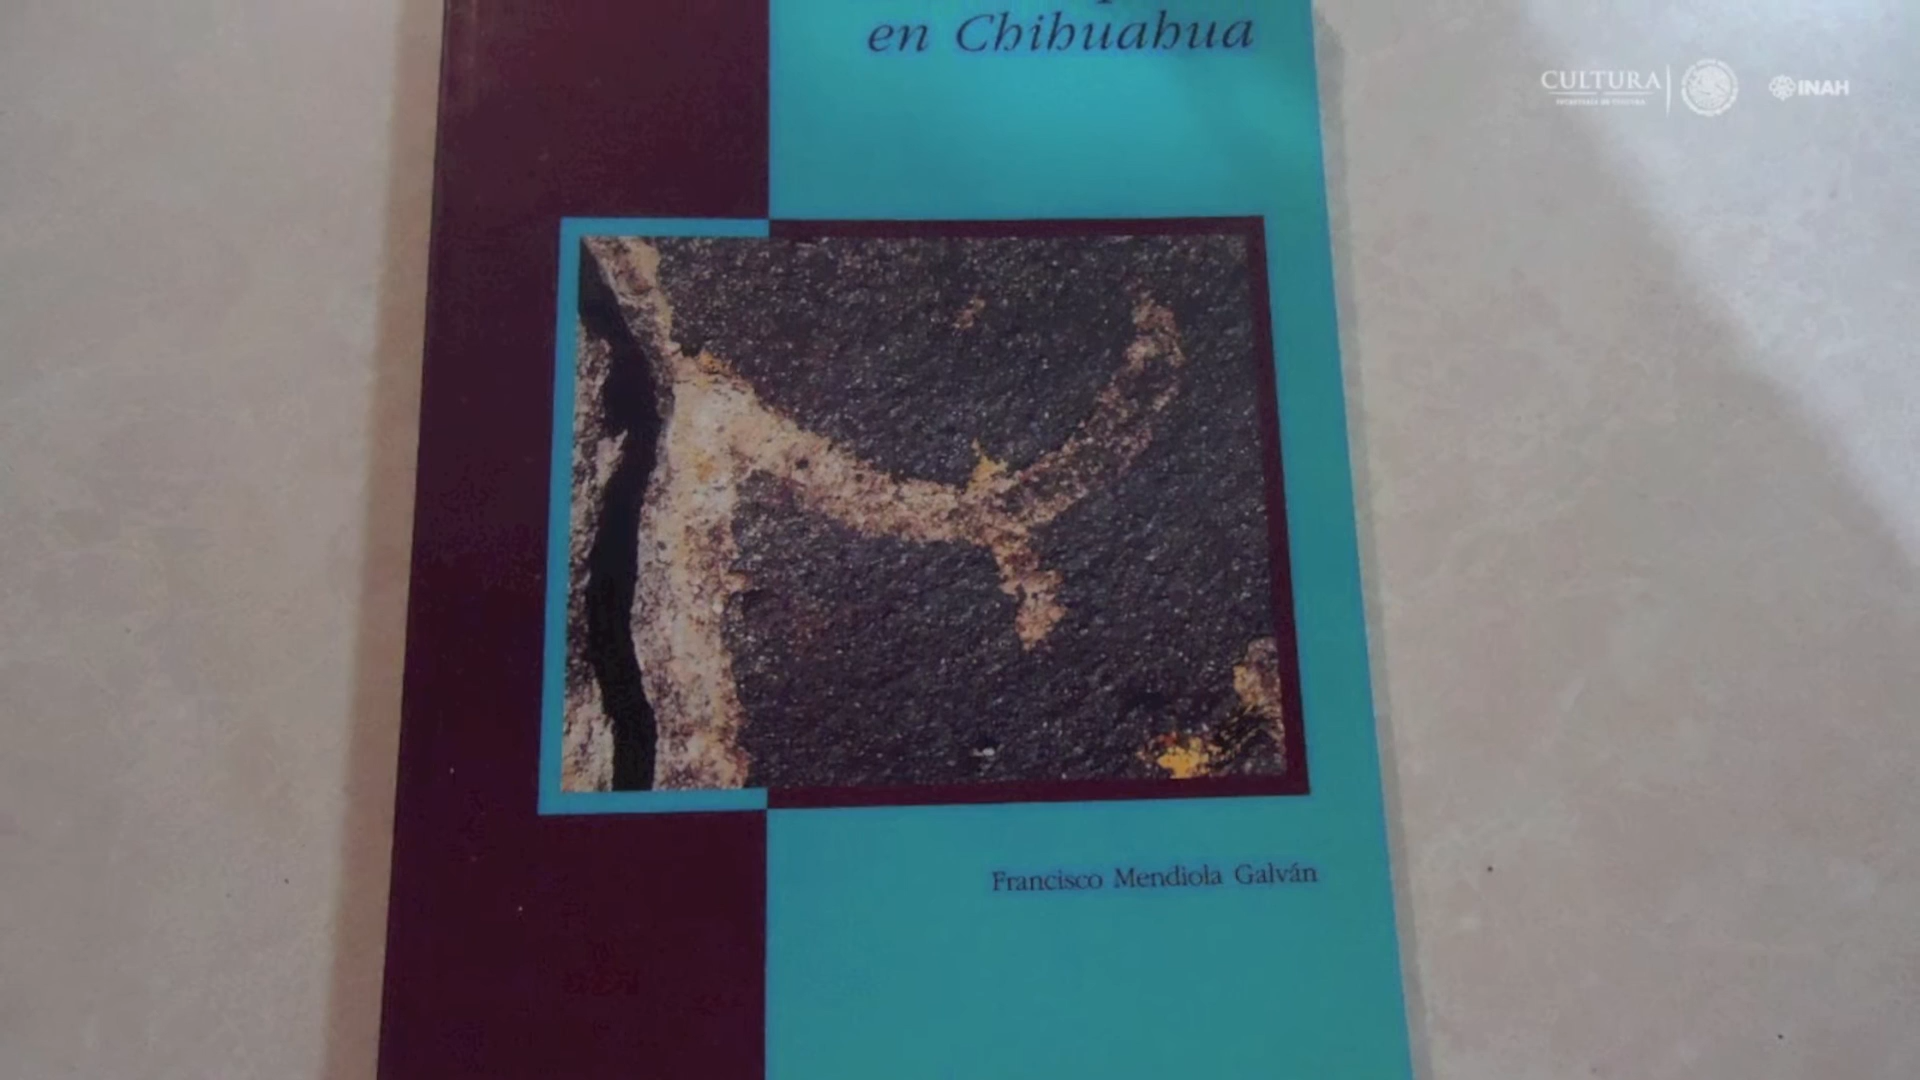 en Chihuahua
CULTURA
SECRETARÍA DE CULTURA
INAH
Francisco Mendiola Galván